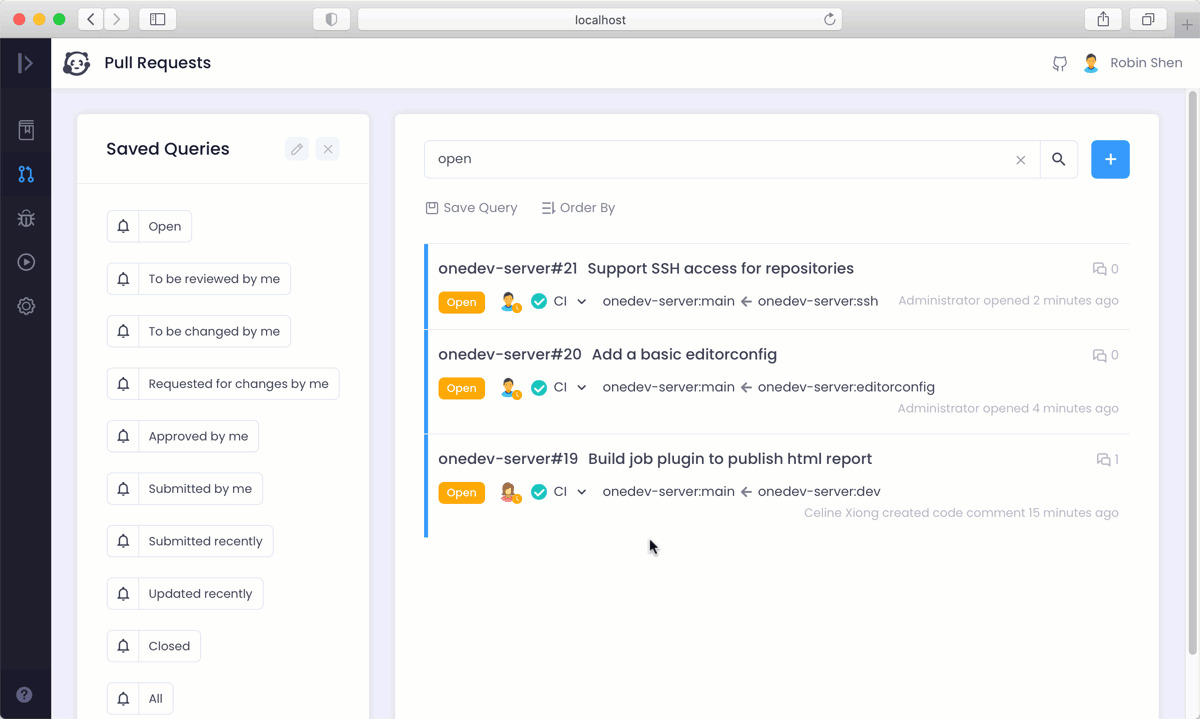 localhost
Pull Requests
Robin Shen
Saved Queries
Open
To be reviewed by me
To be changed by me
Requested for changes by me
Approved by me
Submitted by me
Submitted recently
Updated recently
Closed
All
open
+
Save Query Order By
onedev-server#21 Support SSH access for repositories 0
Open CI onedev-server:main ← onedev-server:ssh Administrator opened 2 minutes ago
onedev-server#20 Add a basic editorconfig 0
Open CI onedev-server:main ← onedev-server:editorconfig
Administrator opened 4 minutes ago
onedev-server#19 Build job plugin to publish html report 1
Open CI onedev-server:main ← onedev-server:dev
Celine Xiong created code comment 15 minutes ago